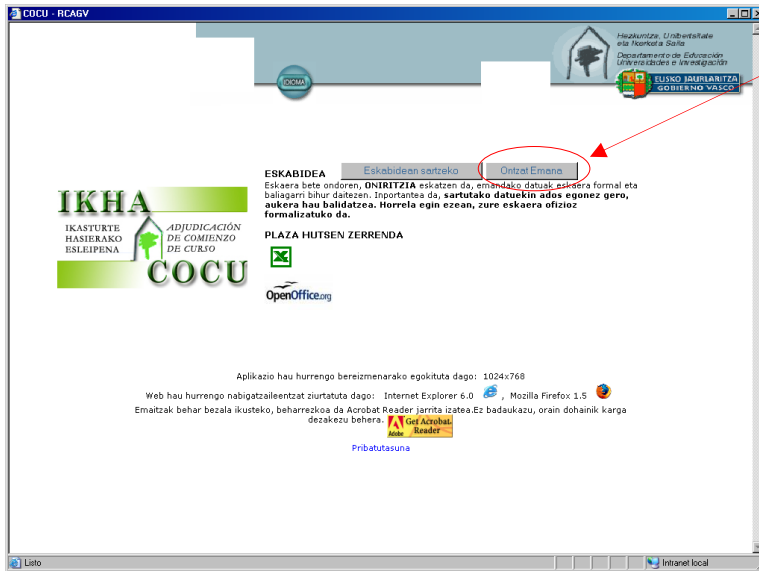 COCU - RCAGV
Hezkuntza, Unibertsitate
eta Ikerketa Saila
Departamento de Educación
Universidades e Investigación
IDIOMA
EUSKO JAURLARITZA
GOBIERNO VASCO
ESKABIDEA
Eskabidean sartzeko
Ontzat Emana
Eskaera bete ondoren, ONIRITZIA eskatzen da, emandako datuak eskaera formal eta
baliagarri bihur daitezen. Inportantea da, sartutako datuekin ados egonez gero,
aukera hau balidatzea. Horrela egin ezean, zure eskaera ofizioz
formalizatuko da.
IKHA
IKASTURTE
HASIERAKO
ESLEIPENA
ADJUDICACIÓN
DE COMIENZO
DE CURSO
COCU
PLAZA HUTSEN ZERRENDA
OpenOffice.org
Aplikazio hau hurrengo bereizmenarako egokituta dago: 1024x768
Web hau hurrengo nabigatzaileentzat ziurtatuta dago: Internet Explorer 6.0 , Mozilla Firefox 1.5
Emaitzak behar bezala ikusteko, beharrezkoa da Acrobat Reader jarrita izatea.Ez badaukazu, orain dohainik karga
dezakezu behera.
Get Acrobat
Reader
Adobe
Pribatutasuna
Listo
Intranet local